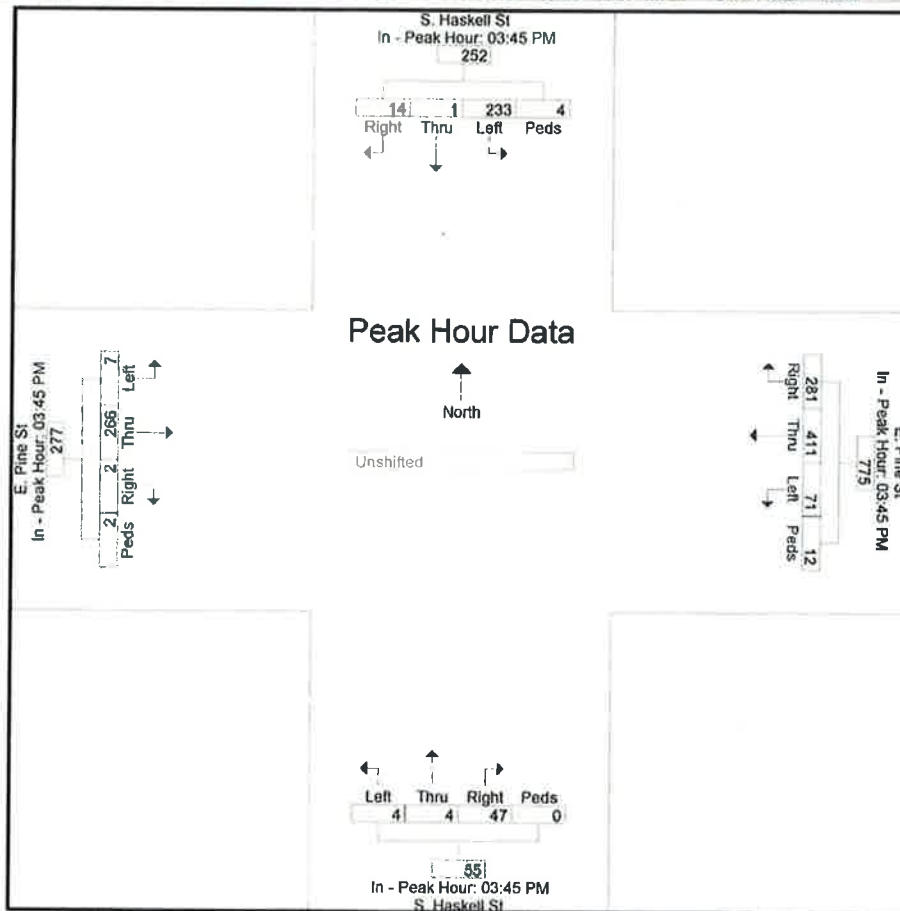 S. Haskell St
In - Peak Hour: 03:45 PM
252
14 1 233 4
Right Thru Left Peds
Peak Hour Data
North
Unshifted
E. Pine St
In - Peak Hour: 03:45 PM
277
7 266 2 2
Left Thru Right Peds
E. Pine St
In - Peak Hour: 03:45 PM
775
281 411 71 12
Right Thru Left Peds
Left Thru Right Peds
4 4 47 0
55
In - Peak Hour: 03:45 PM
S. Haskell St